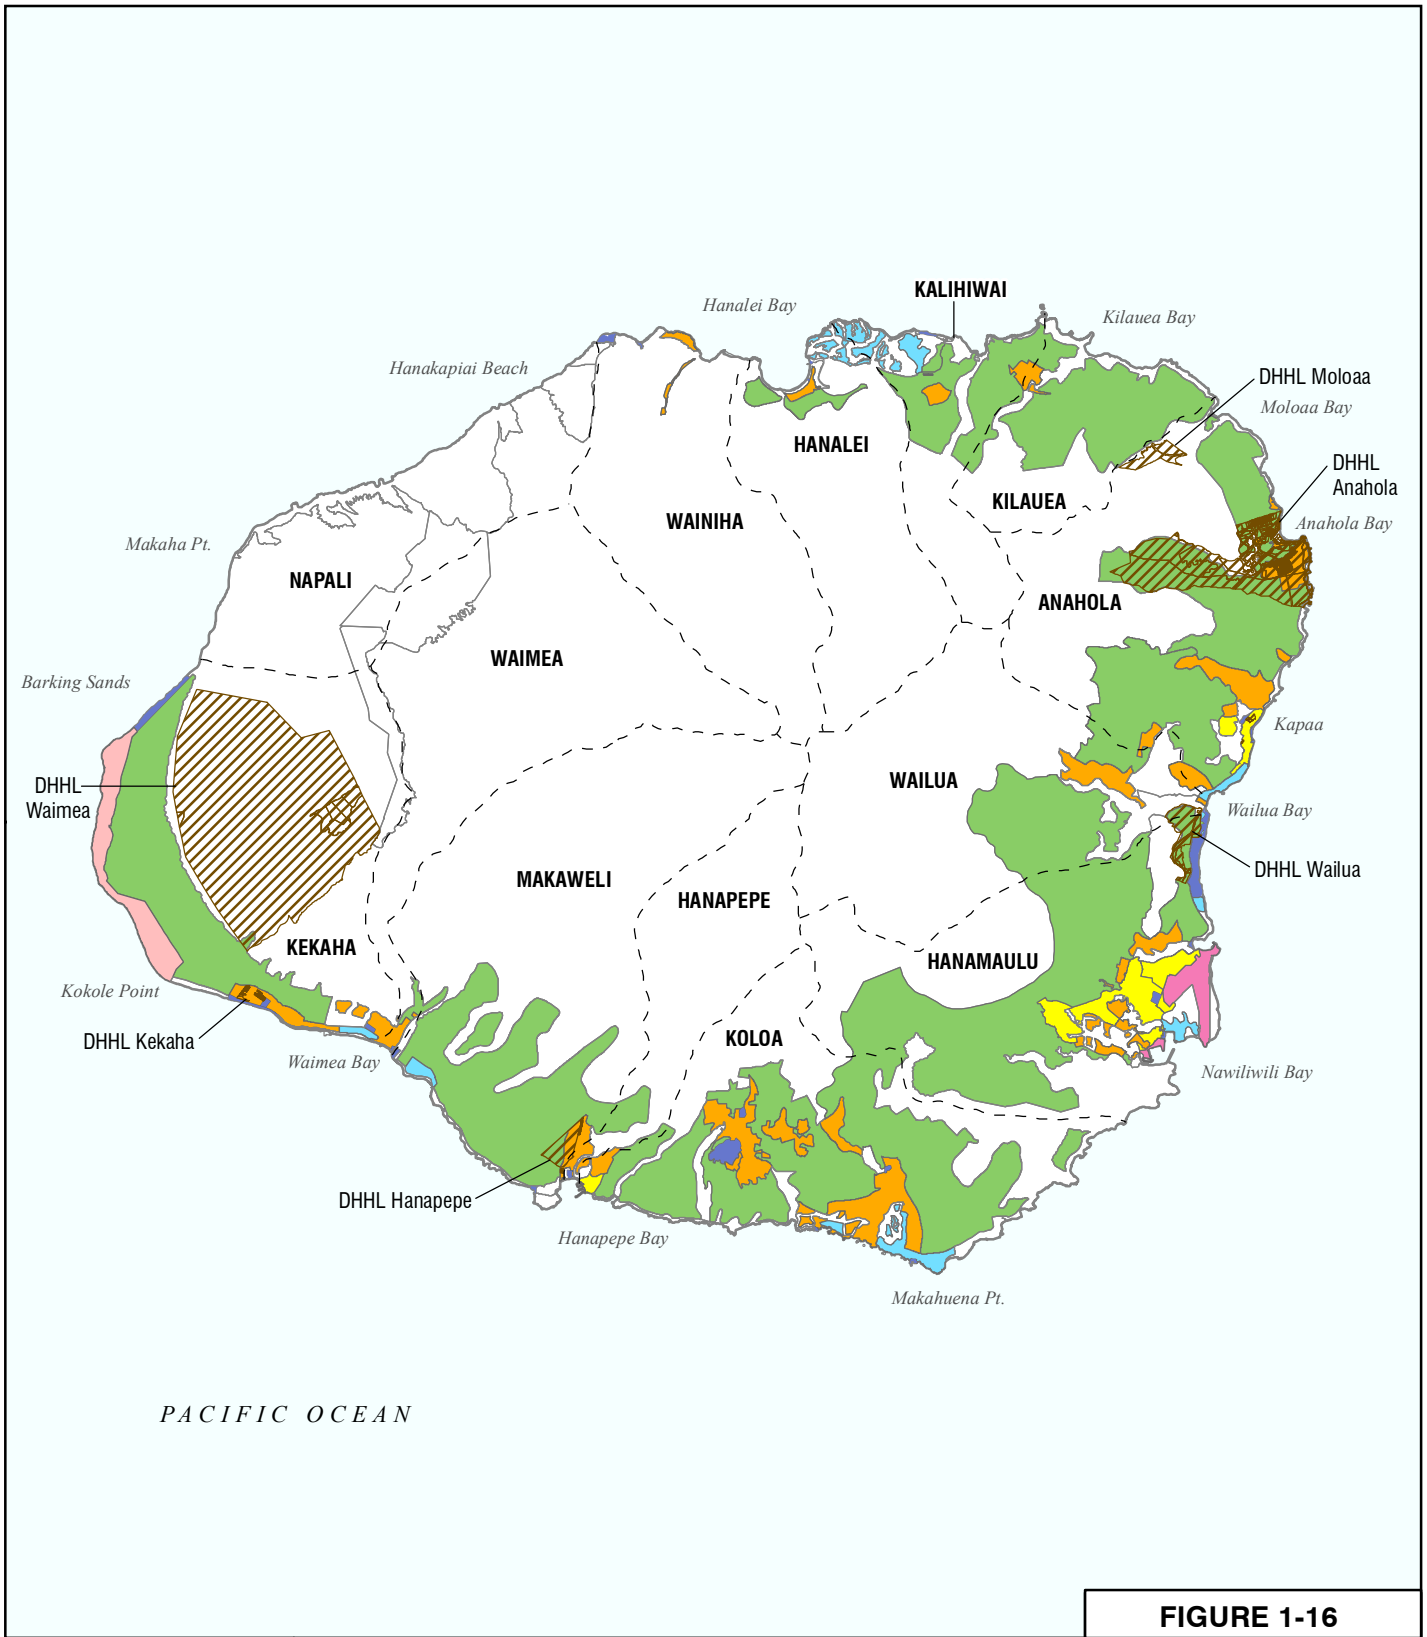 KALIHIWAI
Hanalei Bay
Kilauea Bay
Hanakapiai Beach
DHHL Moloaa
Moloaa Bay
HANALEI
DHHL
Anahola
KILAUEA
WAINIHA
Anahola Bay
Makaha Pt.
NAPALI
ANAHOLA
WAIMEA
Barking Sands
Kapaa
DHHL
Waimea
WAILUA
Wailua Bay
DHHL Wailua
MAKAWELI
HANAPEPE
KEKAHA
HANAMAULU
Kokole Point
DHHL Kekaha
KOLOA
Waimea Bay
Nawiliwili Bay
DHHL Hanapepe
Hanapepe Bay
Makahuena Pt.
PACIFIC OCEAN
FIGURE 1-16